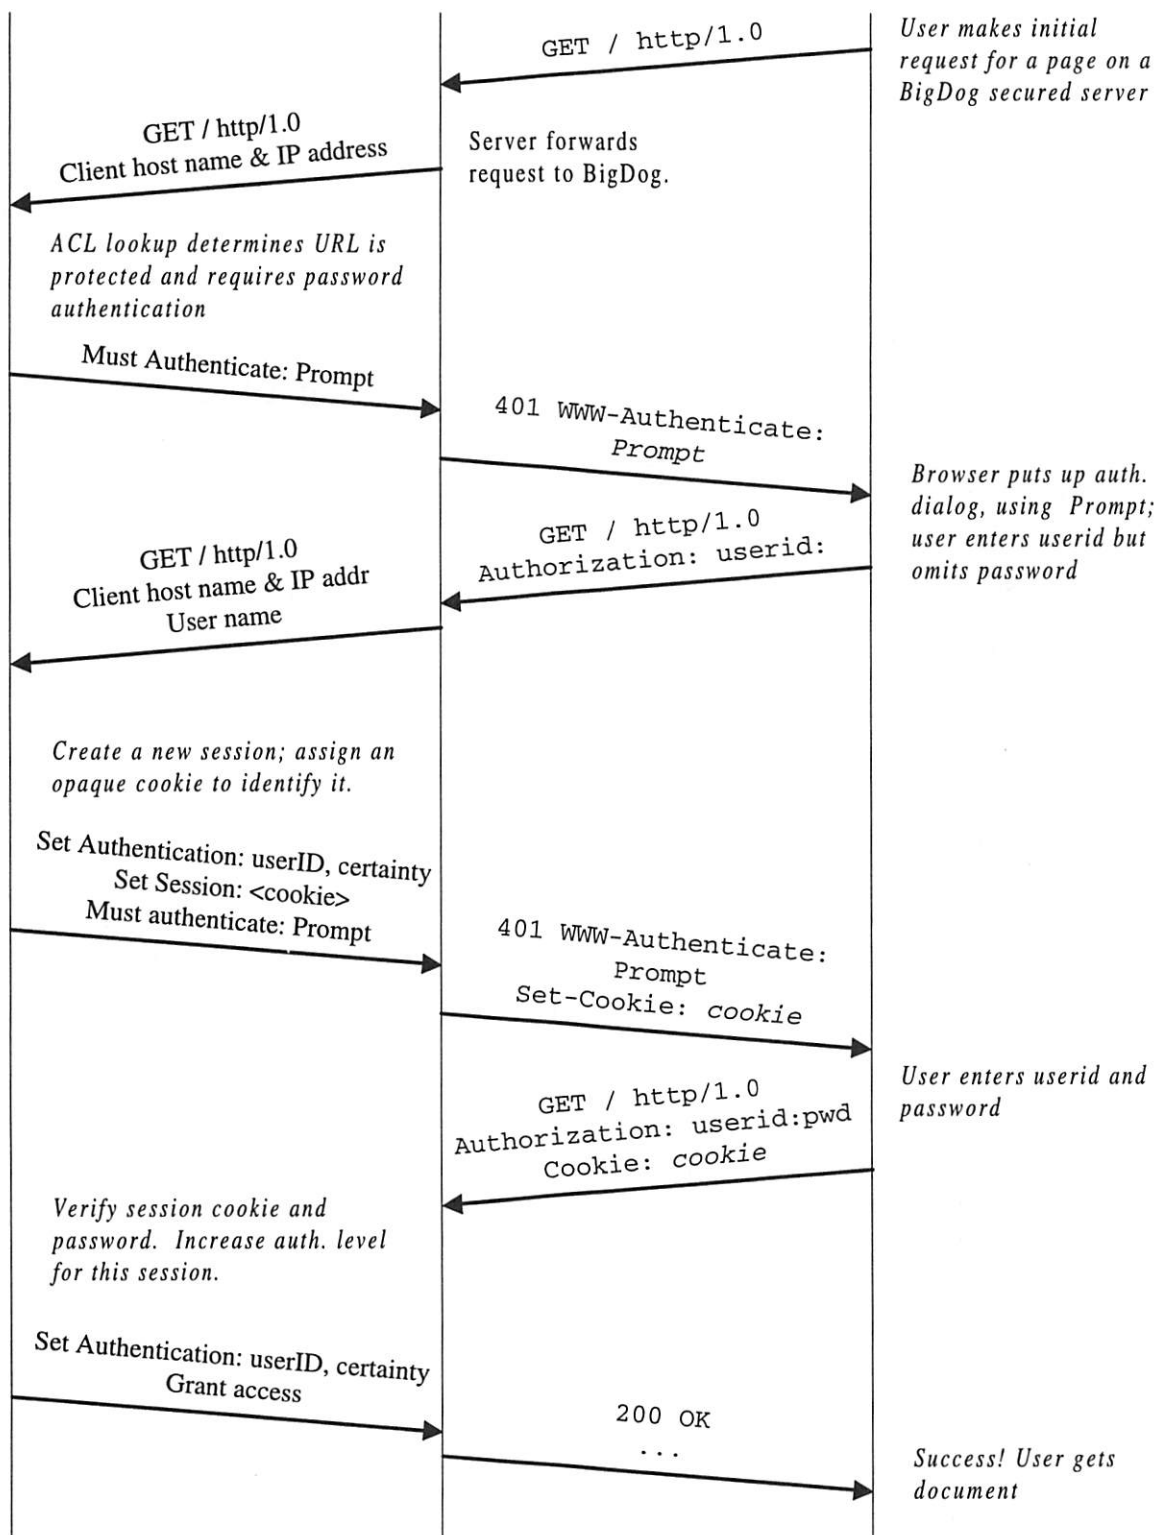 GET / http/1.0
User makes initial
request for a page on a
BigDog secured server
GET / http/1.0
Client host name & IP address
Server forwards
request to BigDog.
ACL lookup determines URL is
protected and requires password
authentication
Must Authenticate: Prompt
401 WWW-Authenticate:
Prompt
Browser puts up auth.
dialog, using Prompt;
user enters userid but
omits password
GET / http/1.0
Authorization: userid:
GET / http/1.0
Client host name & IP addr
User name
Create a new session; assign an
opaque cookie to identify it.
Set Authentication: userID, certainty
Set Session: <cookie>
Must authenticate: Prompt
401 WWW-Authenticate:
Prompt
Set-Cookie: cookie
User enters userid and
password
GET / http/1.0
Authorization: userid:pwd
Cookie: cookie
Verify session cookie and
password. Increase auth. level
for this session.
Set Authentication: userID, certainty
Grant access
200 OK
...
Success! User gets
document